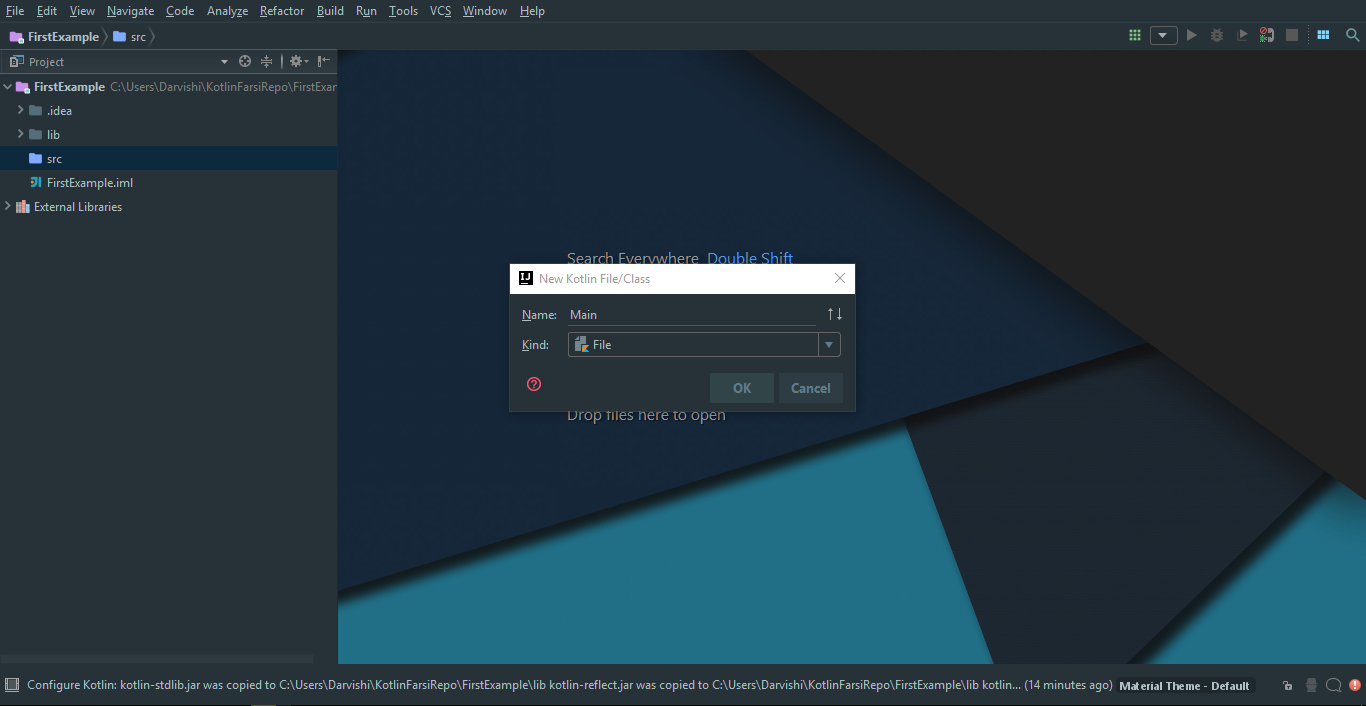 File Edit View Navigate Code Analyze Refactor Build Run Tools VCS Window Help
FirstExample src
Project
FirstExample C:\Users\Darvishi\KotlinFarsiRepo\FirstExar
.idea
lib
src
FirstExample.iml
External Libraries
Search Everywhere Double Shift
New Kotlin File/Class
Name: Main
Kind: File
OK Cancel
Drop files here to open
Configure Kotlin: kotlin-stdlib.jar was copied to C:\Users\Darvishi\KotlinFarsiRepo\FirstExample\lib kotlin-reflect.jar was copied to C:\Users\Darvishi\KotlinFarsiRepo\FirstExample\lib kotlin... (14 minutes ago) Material Theme - Default